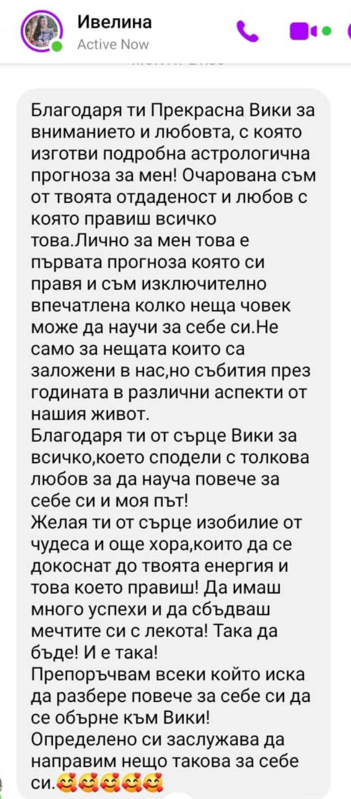 Ивелина
Active Now
Благодаря ти Прекрасна Вики за
вниманието и любовта, с която
изготви подробна астрологична
прогноза за мен! Очарована съм
от твоята отдаденост и любов с
която правиш всичко
това.Лично за мен това е
първата прогноза която си
правя и съм изключително
впечатлена колко неща човек
може да научи за себе си.Не
само за нещата които са
заложени в нас,но събития през
годината в различни аспекти от
нашия живот.
Благодаря ти от сърце Вики за
всичко,което сподели с толкова
любов за да науча повече за
себе си и моя път!
Желая ти от сърце изобилие от
чудеса и още хора,които да се
докоснат до твоята енергия и
това което правиш! Да имаш
много успехи и да сбъдваш
мечтите си с лекота! Така да
бъде! И е така!
Препоръчвам всеки който иска
да разбере повече за себе си да
се обърне към Вики!
Определено си заслужава да
направим нещо такова за себе
си.🥰🥰🥰🥰🥰